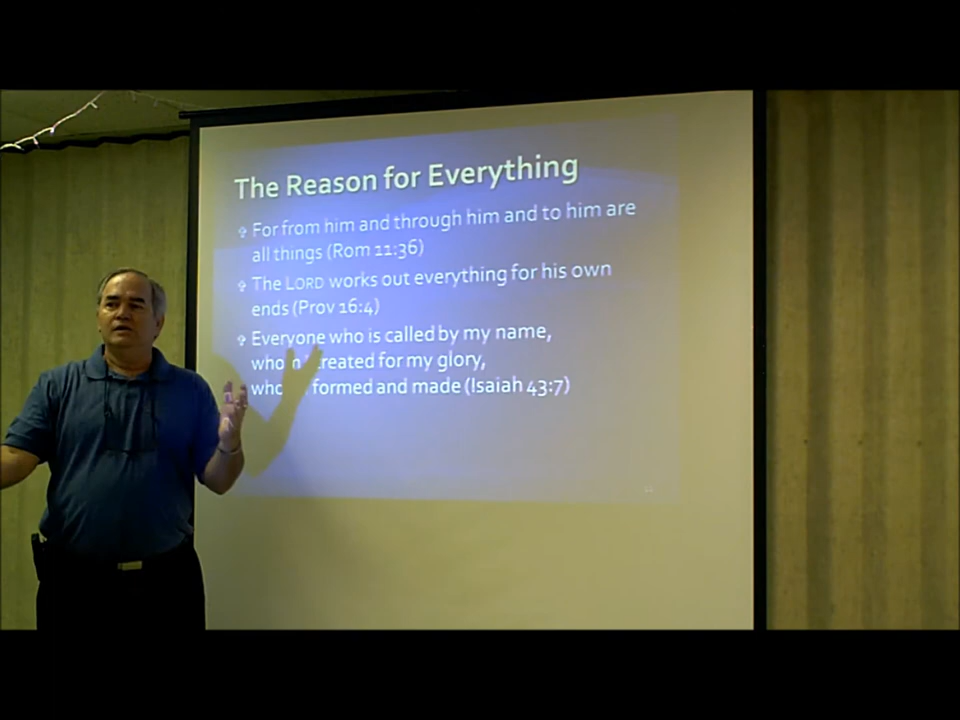 The Reason for Everything
For from him and through him and to him are
all things (Rom 11:36)
The LORD works out everything for his own
ends (Prov 16:4)
Everyone who is called by my name,
created for my glory,
formed and made (Isaiah 43:7)